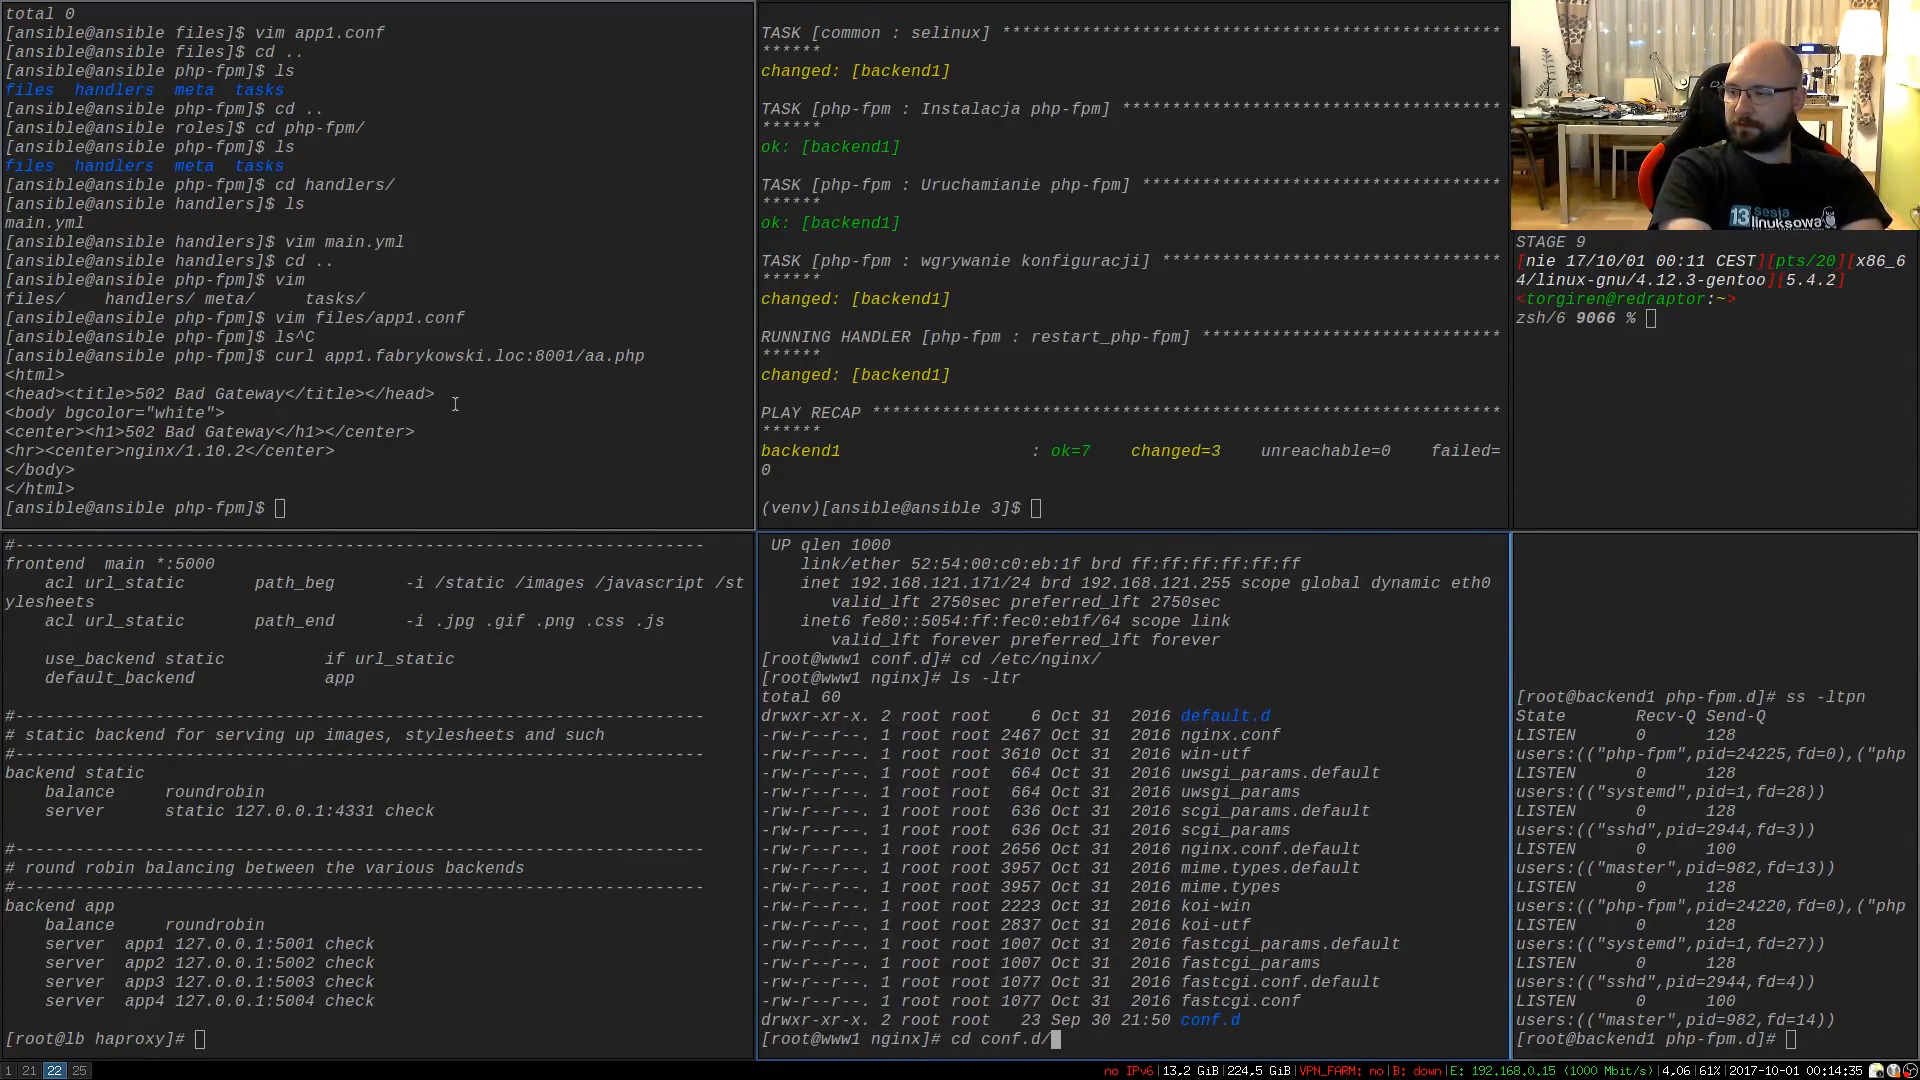 total 0
[ansible@ansible files]$ vim app1.conf
[ansible@ansible files]$ cd ..
[ansible@ansible php-fpm]$ ls
files  handlers  meta  tasks
[ansible@ansible php-fpm]$ cd ..
[ansible@ansible roles]$ cd php-fpm/
[ansible@ansible php-fpm]$ ls
files  handlers  meta  tasks
[ansible@ansible php-fpm]$ cd handlers/
[ansible@ansible handlers]$ ls
main.yml
[ansible@ansible handlers]$ vim main.yml
[ansible@ansible handlers]$ cd ..
[ansible@ansible php-fpm]$ vim
files/    handlers/ meta/     tasks/
[ansible@ansible php-fpm]$ vim files/app1.conf
[ansible@ansible php-fpm]$ ls^C
[ansible@ansible php-fpm]$ curl app1.fabrykowski.loc:8001/aa.php
<html>
<head><title>502 Bad Gateway</title></head>
<body bgcolor="white">
<center><h1>502 Bad Gateway</h1></center>
<hr><center>nginx/1.10.2</center>
</body>
</html>
[ansible@ansible php-fpm]$
TASK [common : selinux] **************************************************
******
changed: [backend1]
TASK [php-fpm : Instalacja php-fpm] **************************************
******
ok: [backend1]
TASK [php-fpm : Uruchamianie php-fpm] ************************************
******
ok: [backend1]
TASK [php-fpm : wgrywanie konfiguracji] **********************************
******
changed: [backend1]
RUNNING HANDLER [php-fpm : restart_php-fpm] ******************************
******
changed: [backend1]
PLAY RECAP ***************************************************************
******
backend1                   : ok=7    changed=3    unreachable=0    failed=
0
(venv)[ansible@ansible 3]$
13 Sesja
linuksowa
STAGE 9
[nie 17/10/01 00:11 CEST][pts/20][x86_6
4/linux-gnu/4.12.3-gentoo][5.4.2]
<torgiren@redraptor:~>
zsh/6 9066 %
#---------------------------------------------------------------------
frontend  main *:5000
    acl url_static       path_beg       -i /static /images /javascript /st
ylesheets
    acl url_static       path_end       -i .jpg .gif .png .css .js
    use_backend static          if url_static
    default_backend             app
#---------------------------------------------------------------------
# static backend for serving up images, stylesheets and such
#---------------------------------------------------------------------
backend static
    balance     roundrobin
    server      static 127.0.0.1:4331 check
#---------------------------------------------------------------------
# round robin balancing between the various backends
#---------------------------------------------------------------------
backend app
    balance     roundrobin
    server  app1 127.0.0.1:5001 check
    server  app2 127.0.0.1:5002 check
    server  app3 127.0.0.1:5003 check
    server  app4 127.0.0.1:5004 check
[root@lb haproxy]#
 UP qlen 1000
    link/ether 52:54:00:c0:eb:1f brd ff:ff:ff:ff:ff:ff
    inet 192.168.121.171/24 brd 192.168.121.255 scope global dynamic eth0
       valid_lft 2750sec preferred_lft 2750sec
    inet6 fe80::5054:ff:fec0:eb1f/64 scope link
       valid_lft forever preferred_lft forever
[root@www1 conf.d]# cd /etc/nginx/
[root@www1 nginx]# ls -ltr
total 60
drwxr-xr-x. 2 root root    6 Oct 31  2016 default.d
-rw-r--r--. 1 root root 2467 Oct 31  2016 nginx.conf
-rw-r--r--. 1 root root 3610 Oct 31  2016 win-utf
-rw-r--r--. 1 root root  664 Oct 31  2016 uwsgi_params.default
-rw-r--r--. 1 root root  664 Oct 31  2016 uwsgi_params
-rw-r--r--. 1 root root  636 Oct 31  2016 scgi_params.default
-rw-r--r--. 1 root root  636 Oct 31  2016 scgi_params
-rw-r--r--. 1 root root 2656 Oct 31  2016 nginx.conf.default
-rw-r--r--. 1 root root 3957 Oct 31  2016 mime.types.default
-rw-r--r--. 1 root root 3957 Oct 31  2016 mime.types
-rw-r--r--. 1 root root 2223 Oct 31  2016 koi-win
-rw-r--r--. 1 root root 2837 Oct 31  2016 koi-utf
-rw-r--r--. 1 root root 1007 Oct 31  2016 fastcgi_params.default
-rw-r--r--. 1 root root 1007 Oct 31  2016 fastcgi_params
-rw-r--r--. 1 root root 1077 Oct 31  2016 fastcgi.conf.default
-rw-r--r--. 1 root root 1077 Oct 31  2016 fastcgi.conf
drwxr-xr-x. 2 root root   23 Sep 30 21:50 conf.d
[root@www1 nginx]# cd conf.d/
[root@backend1 php-fpm.d]# ss -ltpn
State       Recv-Q Send-Q
LISTEN      0      128
users:(("php-fpm",pid=24225,fd=0),("php
LISTEN      0      128
users:(("systemd",pid=1,fd=28))
LISTEN      0      128
users:(("sshd",pid=2944,fd=3))
LISTEN      0      100
users:(("master",pid=982,fd=13))
LISTEN      0      128
users:(("php-fpm",pid=24220,fd=0),("php
LISTEN      0      128
users:(("systemd",pid=1,fd=27))
LISTEN      0      128
users:(("sshd",pid=2944,fd=4))
LISTEN      0      100
users:(("master",pid=982,fd=14))
[root@backend1 php-fpm.d]#
1 21 22 25
no IPv6|13,2 GiB|224,5 GiB|VPN_FARM: no|B: down|E: 192.168.0.15 (1000 Mbit/s)|4.06|61%|2017-10-01 00:14:35